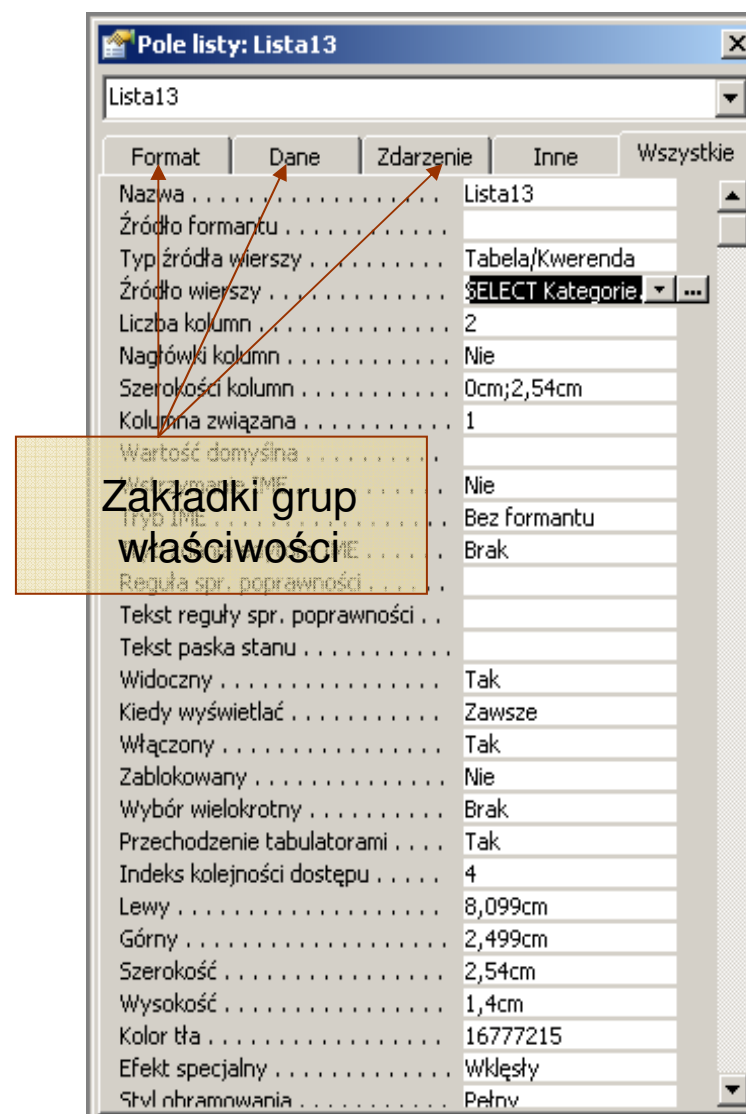 Pole listy: Lista13
Lista13
Format Dane Zdarzenie Inne Wszystkie
Nazwa . . . . . . . . . . . . . . . . . . Lista13
Źródło formantu . . . . . . . . . . . .
Typ źródła wierszy . . . . . . . . . . Tabela/Kwerenda
Źródło wierszy . . . . . . . . . . . . . SELECT Kategorie. ...
Liczba kolumn . . . . . . . . . . . . . . 2
Nagłówki kolumn . . . . . . . . . . . . Nie
Szerokości kolumn . . . . . . . . . . . 0cm;2,54cm
Kolumna związana . . . . . . . . . . . 1
Wartość domyślna . . . . . . . . . .
Wstrzymanie IME . . . . . . . . . Nie
Zakładki grup
Tryb IME . . . . . . . . . . . . . . . . Bez formantu
właściwości
IME . . . . . . Brak
Reguła spr. poprawności . . . . . .
Tekst reguły spr. poprawności . .
Tekst paska stanu . . . . . . . . . . .
Widoczny . . . . . . . . . . . . . . . . Tak
Kiedy wyświetlać . . . . . . . . . . . Zawsze
Włączony . . . . . . . . . . . . . . . . Tak
Zablokowany . . . . . . . . . . . . . . Nie
Wybór wielokrotny . . . . . . . . . . Brak
Przechodzenie tabulatorami . . . . Tak
Indeks kolejności dostępu . . . . . 4
Lewy . . . . . . . . . . . . . . . . . . . 8,099cm
Górny . . . . . . . . . . . . . . . . . . . 2,499cm
Szerokość . . . . . . . . . . . . . . . . 2,54cm
Wysokość . . . . . . . . . . . . . . . . 1,4cm
Kolor tła . . . . . . . . . . . . . . . . . 16777215
Efekt specjalny . . . . . . . . . . . . . Wklęsły
Styl obramowania . . . . . . . . . . . Pełny